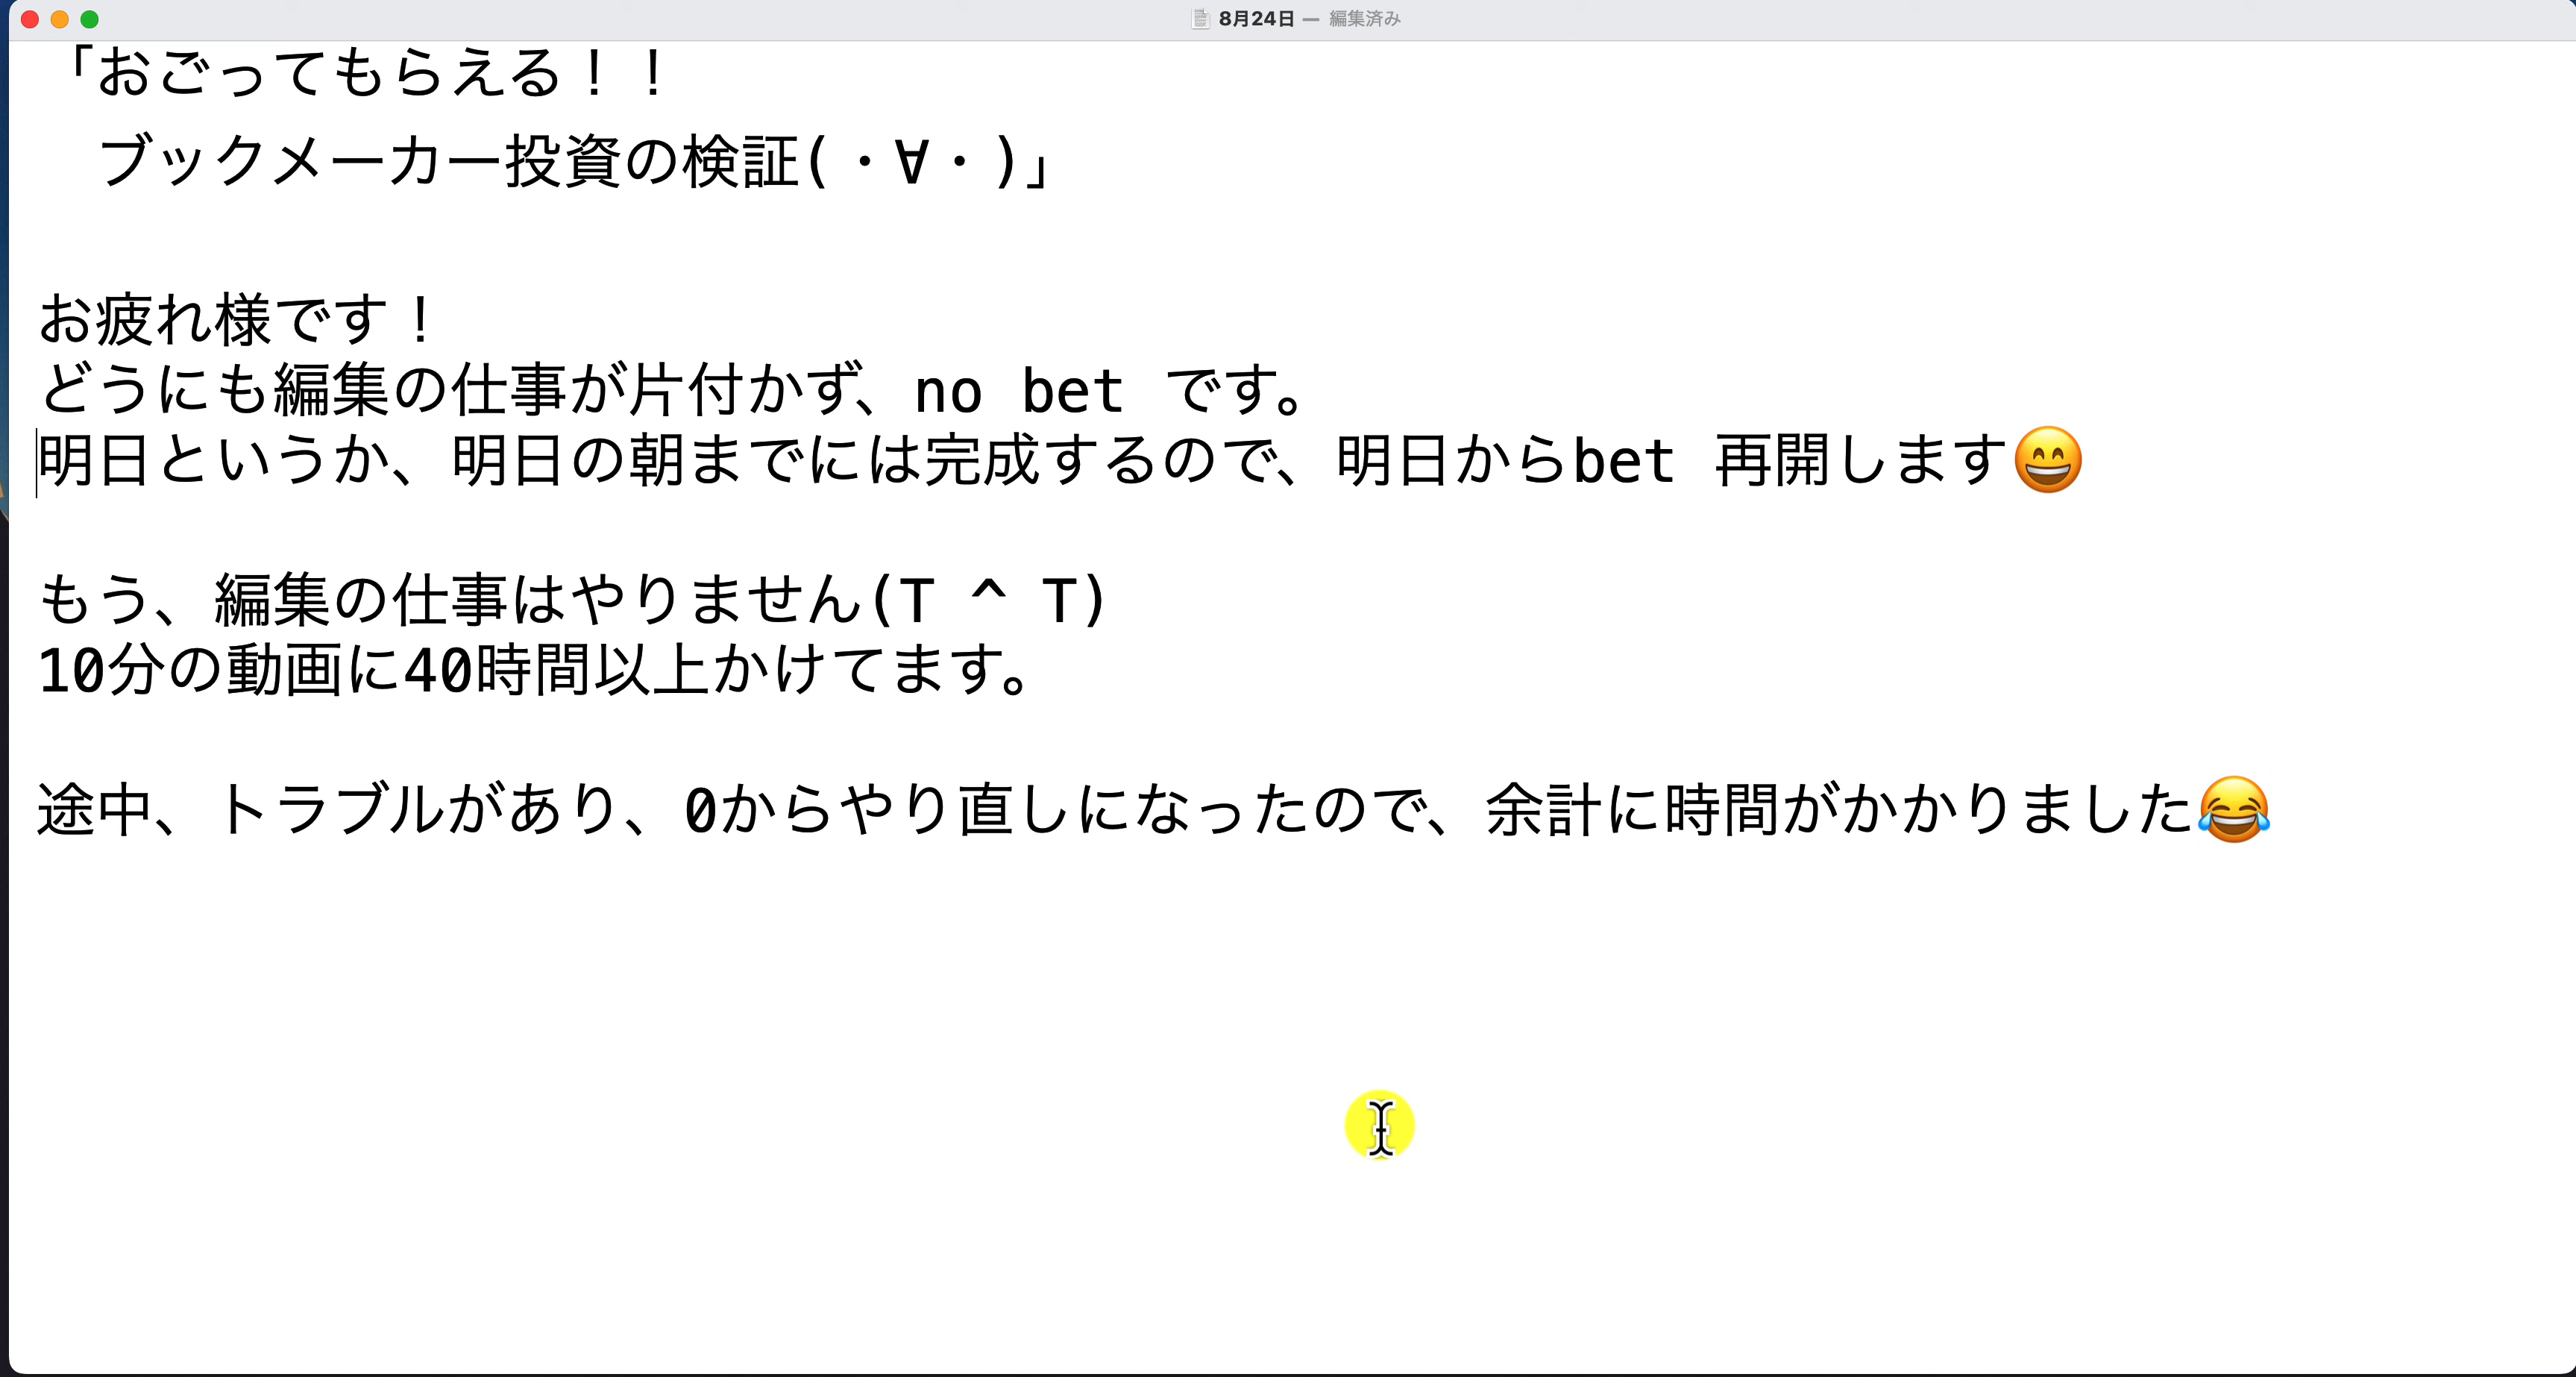 8月24日 — 編集済み
「おごってもらえる！！
ブックメーカー投資の検証(・∀・)」
お疲れ様です！
どうにも編集の仕事が片付かず、no bet です。
明日というか、明日の朝までには完成するので、明日からbet 再開します😄
もう、編集の仕事はやりません(T ^ T)
10分の動画に40時間以上かけてます。
途中、トラブルがあり、0からやり直しになったので、余計に時間がかかりました😂